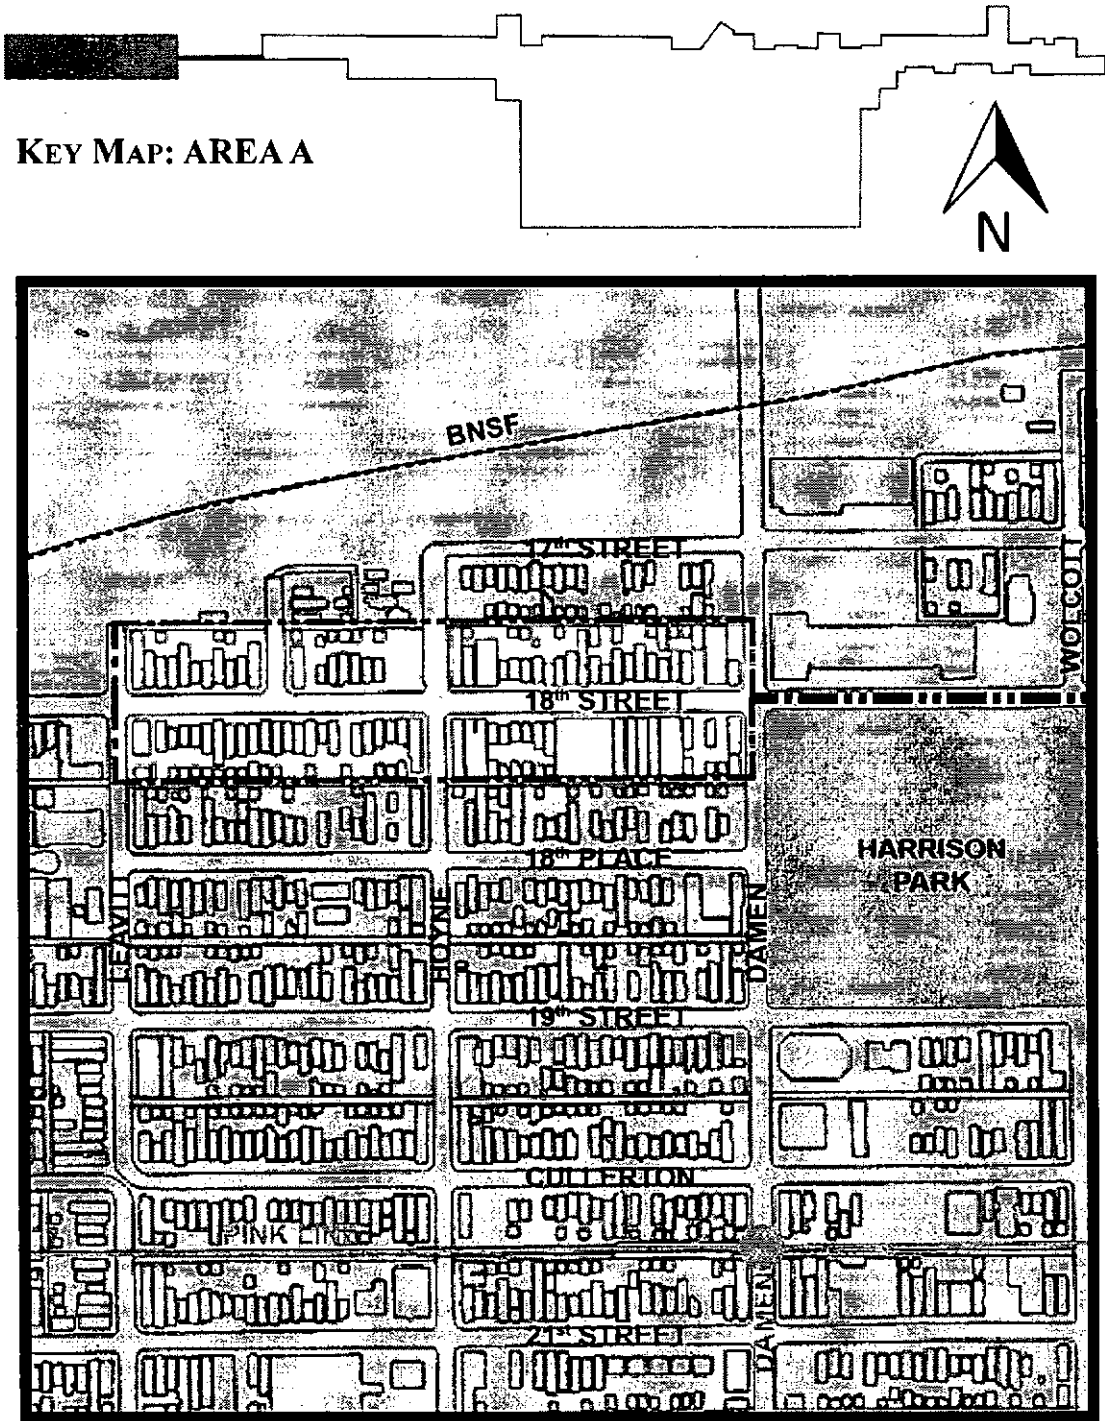 KEY MAP: AREA A
N
BNSF
17th STREET
WOLCOTT
18th STREET
HARRISON
PARK
18th PLACE
LEAVITT
HOYNE
DAMEN
19th STREET
CULLERTON
PINK LINE
DAMEN
21st STREET